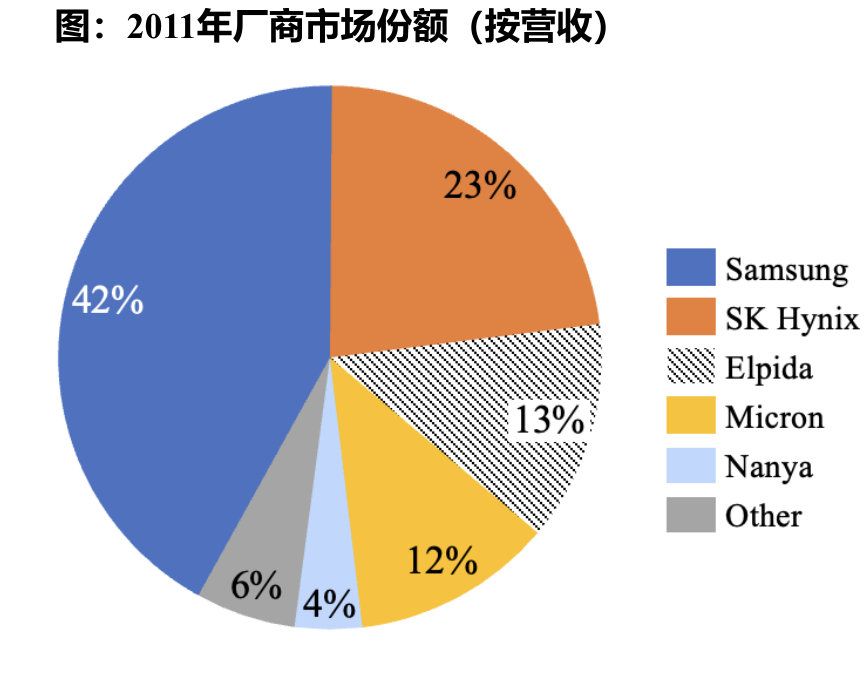 图：2011年厂商市场份额（按营收）
23%
42%
13%
12%
6%
4%
Samsung
SK Hynix
Elpida
Micron
Nanya
Other